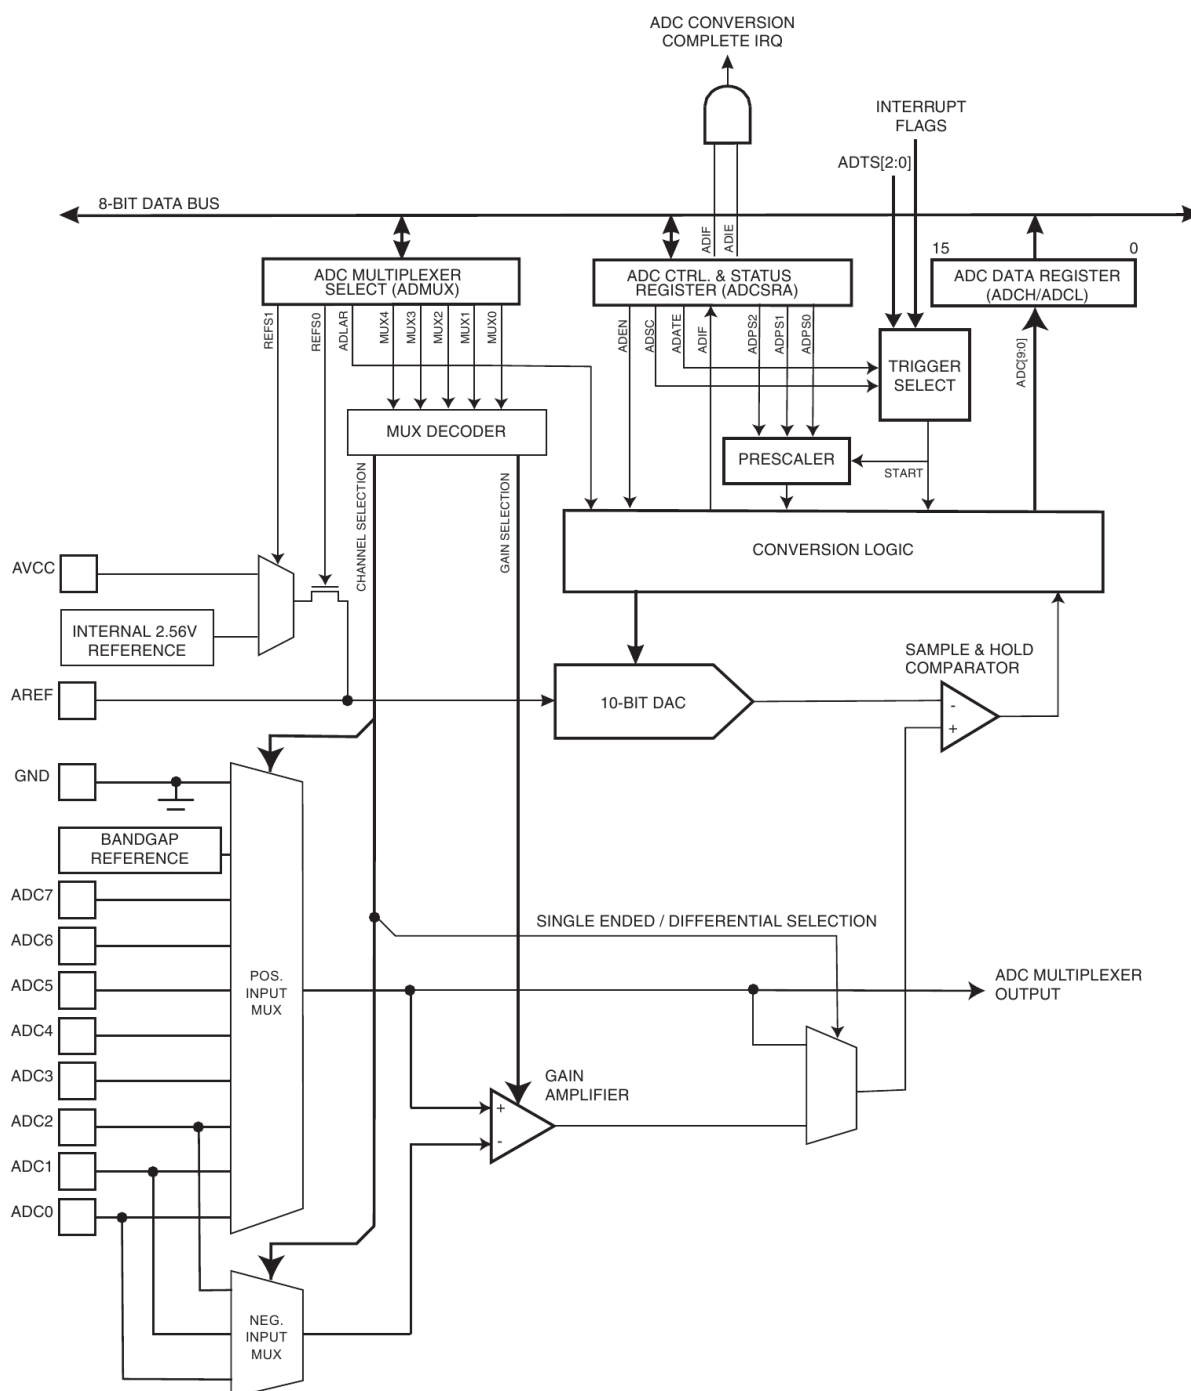 ADC CONVERSION
COMPLETE IRQ
INTERRUPT
FLAGS
ADTS[2:0]
8-BIT DATA BUS
ADIF
ADIE
15
0
ADC MULTIPLEXER
SELECT (ADMUX)
ADC CTRL. & STATUS
REGISTER (ADCSRA)
ADC DATA REGISTER
(ADCH/ADCL)
REFS1
REFS0
ADLAR
MUX4
MUX3
MUX2
MUX1
MUX0
ADEN
ADSC
ADATE
ADIF
ADPS2
ADPS1
ADPS0
ADC[9:0]
TRIGGER
SELECT
MUX DECODER
PRESCALER
START
CHANNEL SELECTION
GAIN SELECTION
CONVERSION LOGIC
AVCC
INTERNAL 2.56V
REFERENCE
SAMPLE & HOLD
COMPARATOR
AREF
10-BIT DAC
-
+
GND
BANDGAP
REFERENCE
ADC7
SINGLE ENDED / DIFFERENTIAL SELECTION
ADC6
ADC5
POS.
INPUT
MUX
ADC MULTIPLEXER
OUTPUT
ADC4
ADC3
GAIN
AMPLIFIER
+
-
ADC2
ADC1
ADC0
NEG.
INPUT
MUX